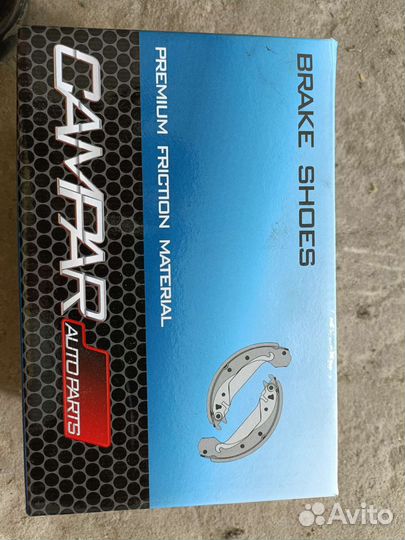 BRAKE SHOES
PREMIUM FRICTION MATERIAL
CAMPAR
AUTO PARTS
Avito